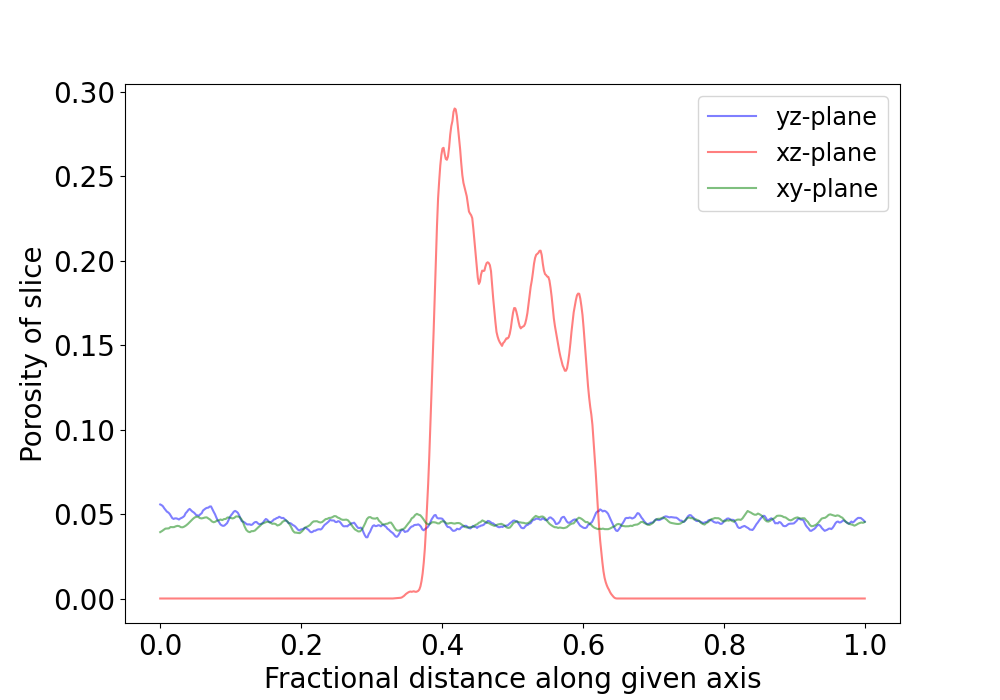 yz-plane
xz-plane
xy-plane
Porosity of slice
0.30
0.25
0.20
0.15
0.10
0.05
0.00
0.0 0.2 0.4 0.6 0.8 1.0
Fractional distance along given axis